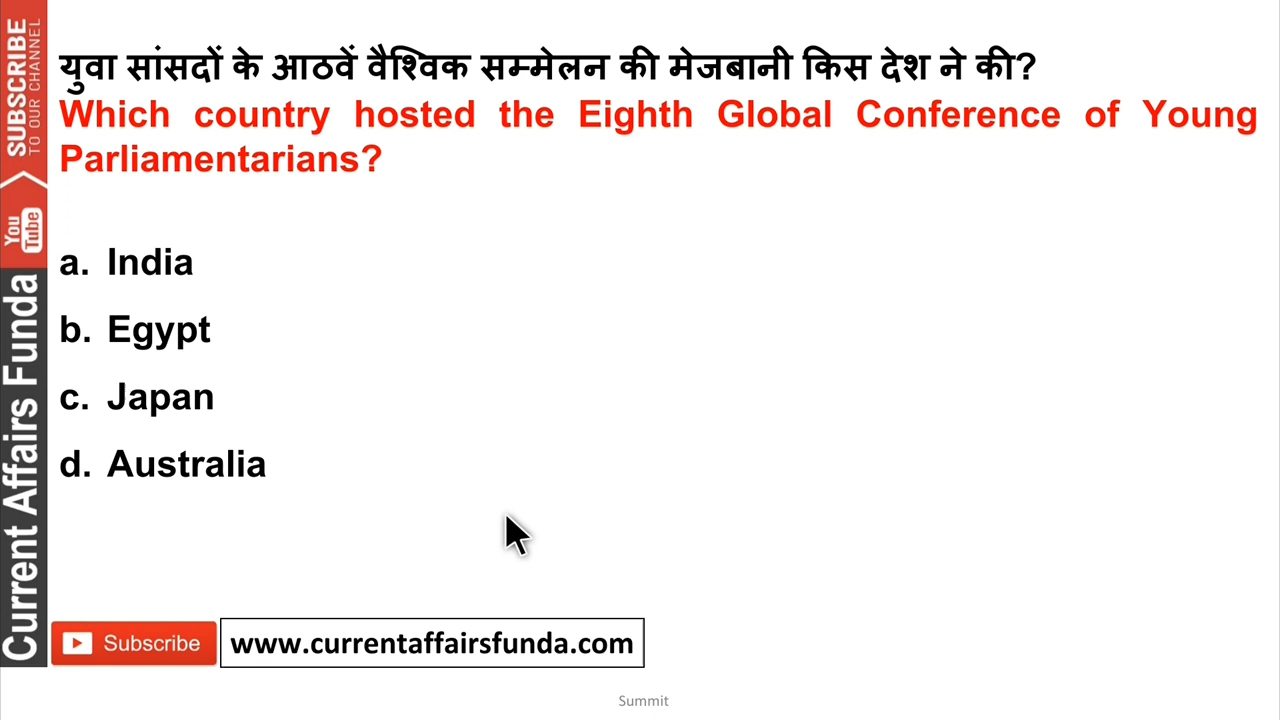 युवा सांसदों के आठवें वैश्विक सम्मेलन की मेजबानी किस देश ने की?
Which country hosted the Eighth Global Conference of Young
Parliamentarians?
a. India
b. Egypt
c. Japan
d. Australia
SUBSCRIBE
TO OUR CHANNEL
You
Tube
Current Affairs Funda
Subscribe
www.currentaffairsfunda.com
Summit